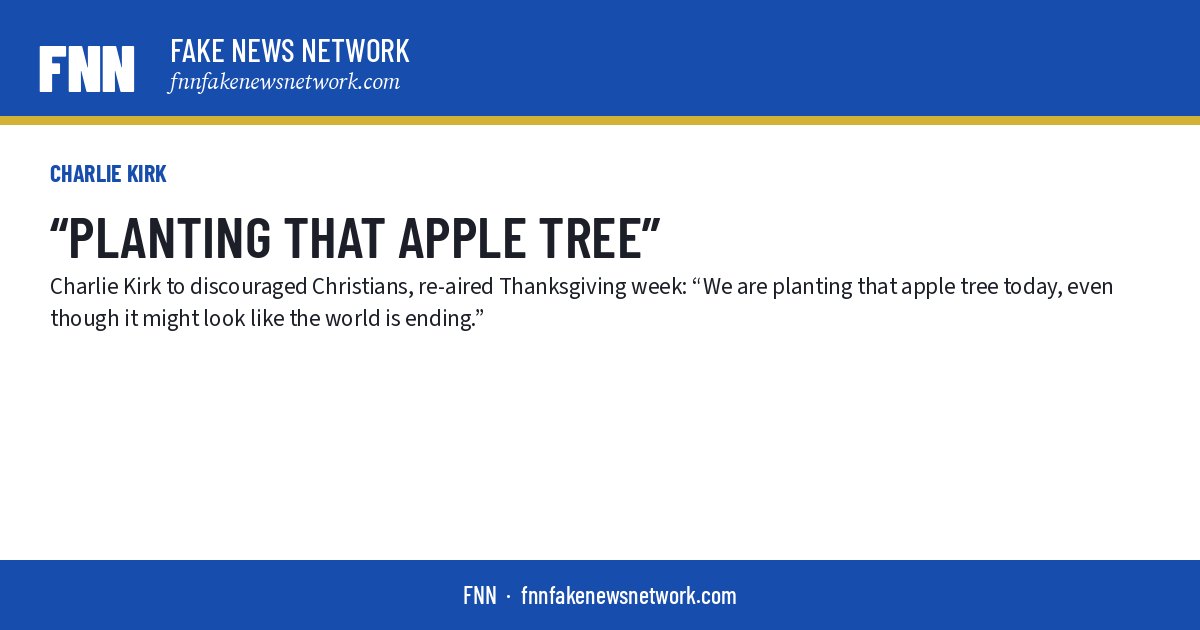 FNN
FAKE NEWS NETWORK
fnnfakenewsnetwork.com
CHARLIE KIRK
“PLANTING THAT APPLE TREE”
Charlie Kirk to discouraged Christians, re-aired Thanksgiving week: “We are planting that apple tree today, even
though it might look like the world is ending.”
FNN · fnnfakenewsnetwork.com